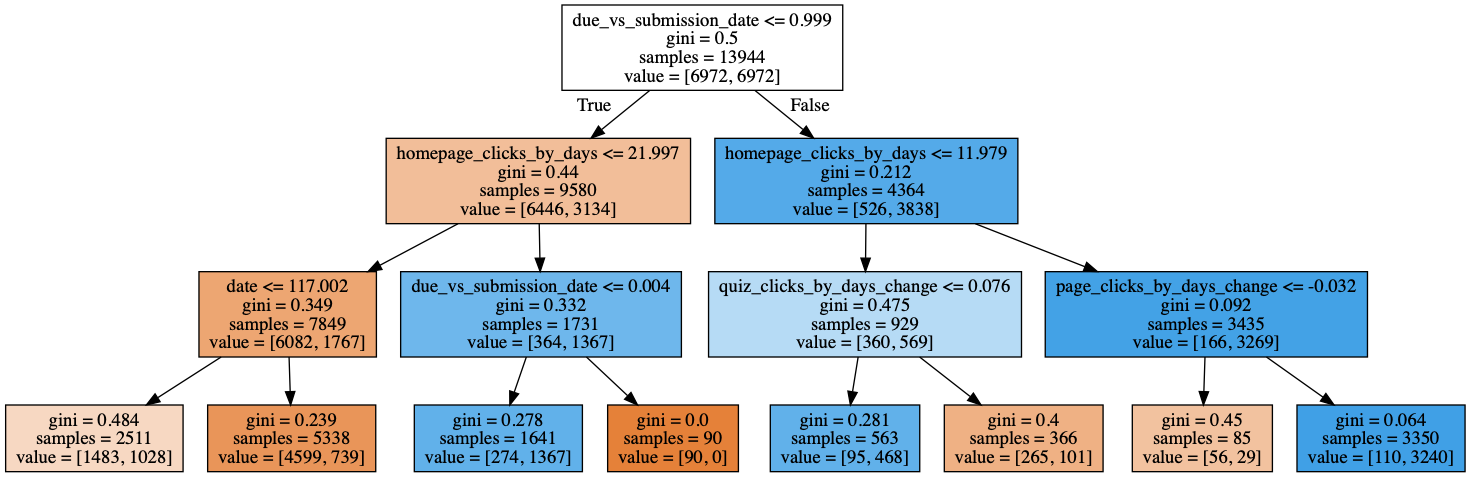 due_vs_submission_date <= 0.999
gini = 0.5
samples = 13944
value = [6972, 6972]
True
False
homepage_clicks_by_days <= 21.997
gini = 0.44
samples = 9580
value = [6446, 3134]
homepage_clicks_by_days <= 11.979
gini = 0.212
samples = 4364
value = [526, 3838]
date <= 117.002
gini = 0.349
samples = 7849
value = [6082, 1767]
due_vs_submission_date <= 0.004
gini = 0.332
samples = 1731
value = [364, 1367]
quiz_clicks_by_days_change <= 0.076
gini = 0.475
samples = 929
value = [360, 569]
page_clicks_by_days_change <= -0.032
gini = 0.092
samples = 3435
value = [166, 3269]
gini = 0.484
samples = 2511
value = [1483, 1028]
gini = 0.239
samples = 5338
value = [4599, 739]
gini = 0.278
samples = 1641
value = [274, 1367]
gini = 0.0
samples = 90
value = [90, 0]
gini = 0.281
samples = 563
value = [95, 468]
gini = 0.4
samples = 366
value = [265, 101]
gini = 0.45
samples = 85
value = [56, 29]
gini = 0.064
samples = 3350
value = [110, 3240]